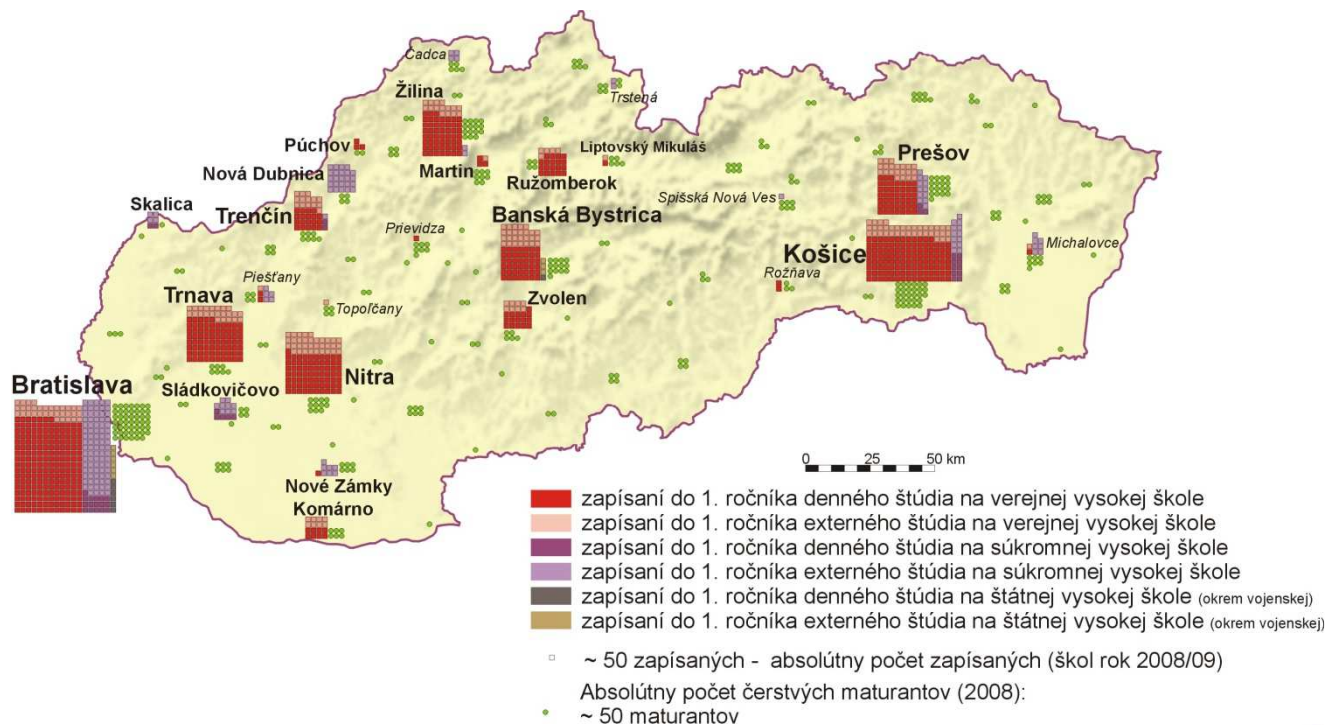 Čadca
Trstená
Žilina
Púchov
Liptovský Mikuláš
Nová Dubnica
Martin
Ružomberok
Prešov
Skalica
Spišská Nová Ves
Trenčín
Banská Bystrica
Prievidza
Košice
Michalovce
Piešťany
Rožňava
Trnava
Topoľčany
Zvolen
Bratislava
Nitra
Sládkovičovo
0 25 50 km
Nové Zámky
Komárno
zapísaní do 1. ročníka denného štúdia na verejnej vysokej škole
zapísaní do 1. ročníka externého štúdia na verejnej vysokej škole
zapísaní do 1. ročníka denného štúdia na súkromnej vysokej škole
zapísaní do 1. ročníka externého štúdia na súkromnej vysokej škole
zapísaní do 1. ročníka denného štúdia na štátnej vysokej škole (okrem vojenskej)
zapísaní do 1. ročníka externého štúdia na štátnej vysokej škole (okrem vojenskej)
~ 50 zapísaných - absolútny počet zapísaných (škol rok 2008/09)
Absolútny počet čerstvých maturantov (2008):
~ 50 maturantov